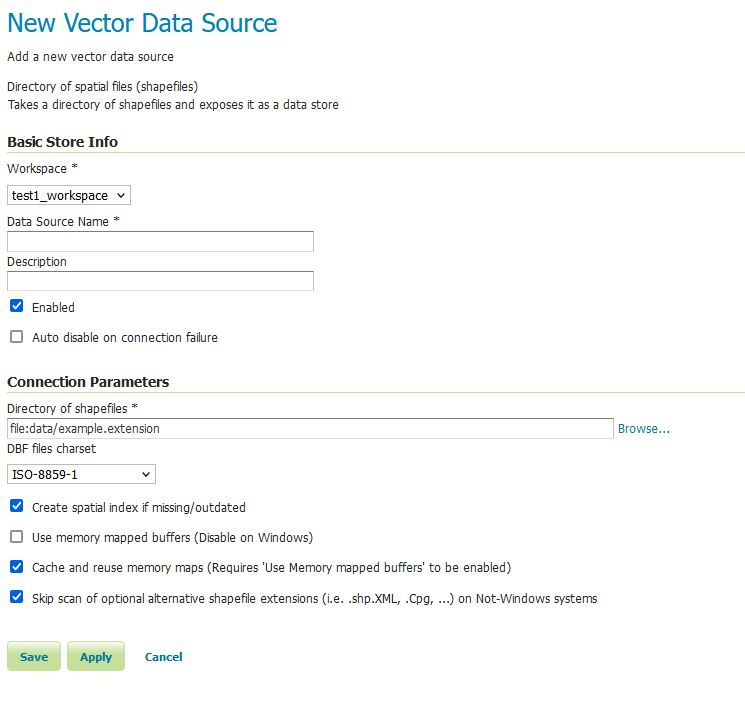 New Vector Data Source
Add a new vector data source
Directory of spatial files (shapefiles)
Takes a directory of shapefiles and exposes it as a data store
Basic Store Info
Workspace *
test1_workspace
Data Source Name *
Description
Enabled
Auto disable on connection failure
Connection Parameters
Directory of shapefiles *
file:data/example.extension Browse...
DBF files charset
ISO-8859-1
Create spatial index if missing/outdated
Use memory mapped buffers (Disable on Windows)
Cache and reuse memory maps (Requires 'Use Memory mapped buffers' to be enabled)
Skip scan of optional alternative shapefile extensions (i.e. .shp.XML, .Cpg, ...) on Not-Windows systems
Save Apply Cancel